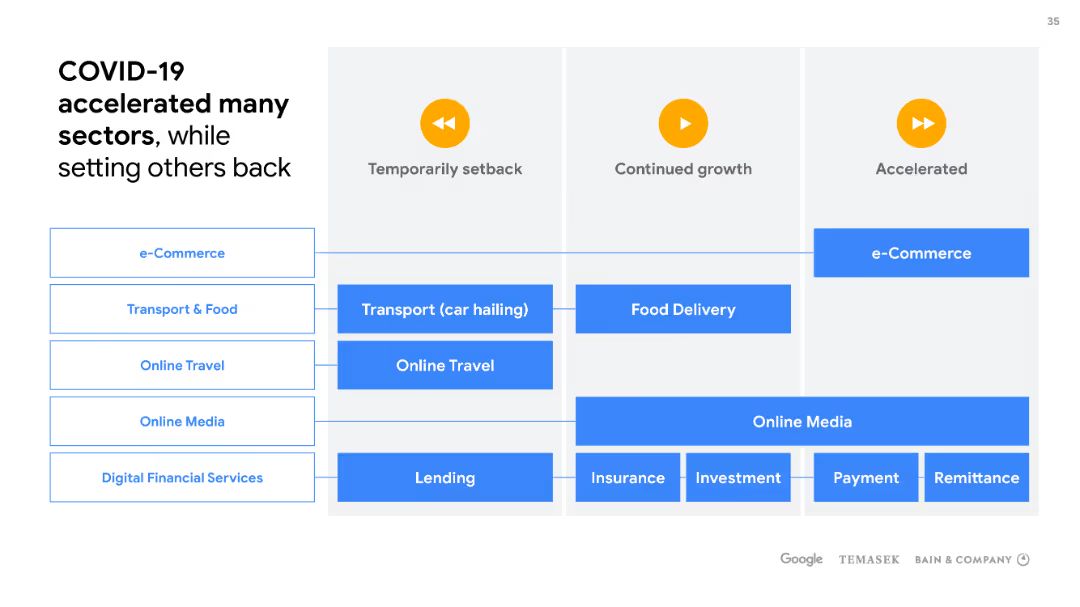 35
COVID-19
accelerated many
sectors, while
setting others back
Temporarily setback
Continued growth
Accelerated
e-Commerce
e-Commerce
Transport & Food
Transport (car hailing)
Food Delivery
Online Travel
Online Travel
Online Media
Online Media
Digital Financial Services
Lending
Insurance
Investment
Payment
Remittance
Google TEMASEK BAIN & COMPANY